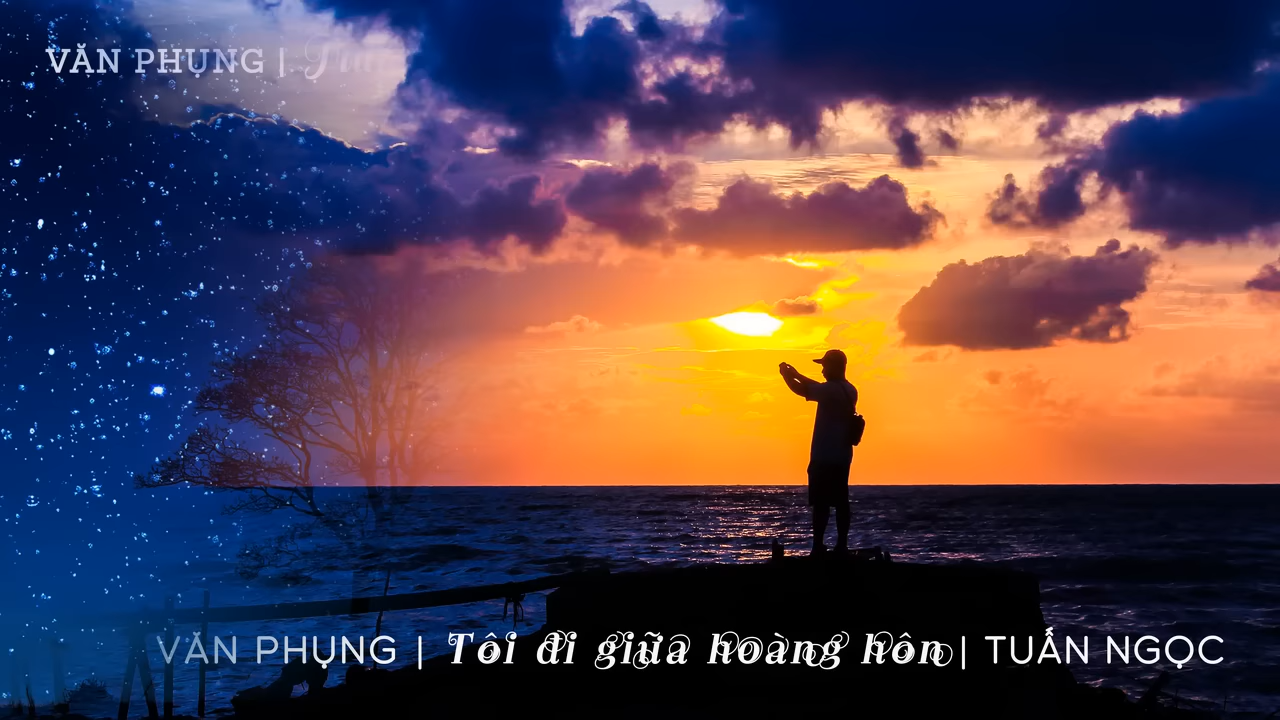 VĂN PHỤNG |
VĂN PHỤNG | Tôi đi giữa hoàng hôn | TUẤN NGỌC